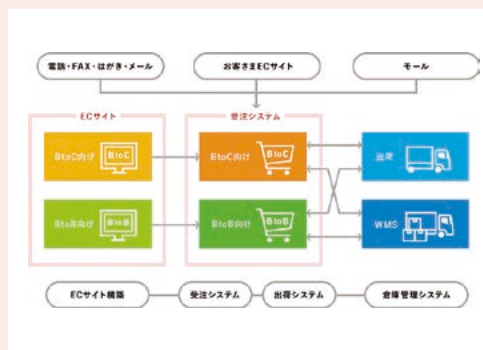 電話・FAX・はがき・メール
お客さまECサイト
モール
ECサイト
受注システム
BtoC向け
BtoC
BtoC向け
BtoC
出荷
BtoB向け
BtoB
BtoB向け
BtoB
WMS
ECサイト構築
受注システム
出荷システム
倉庫管理システム